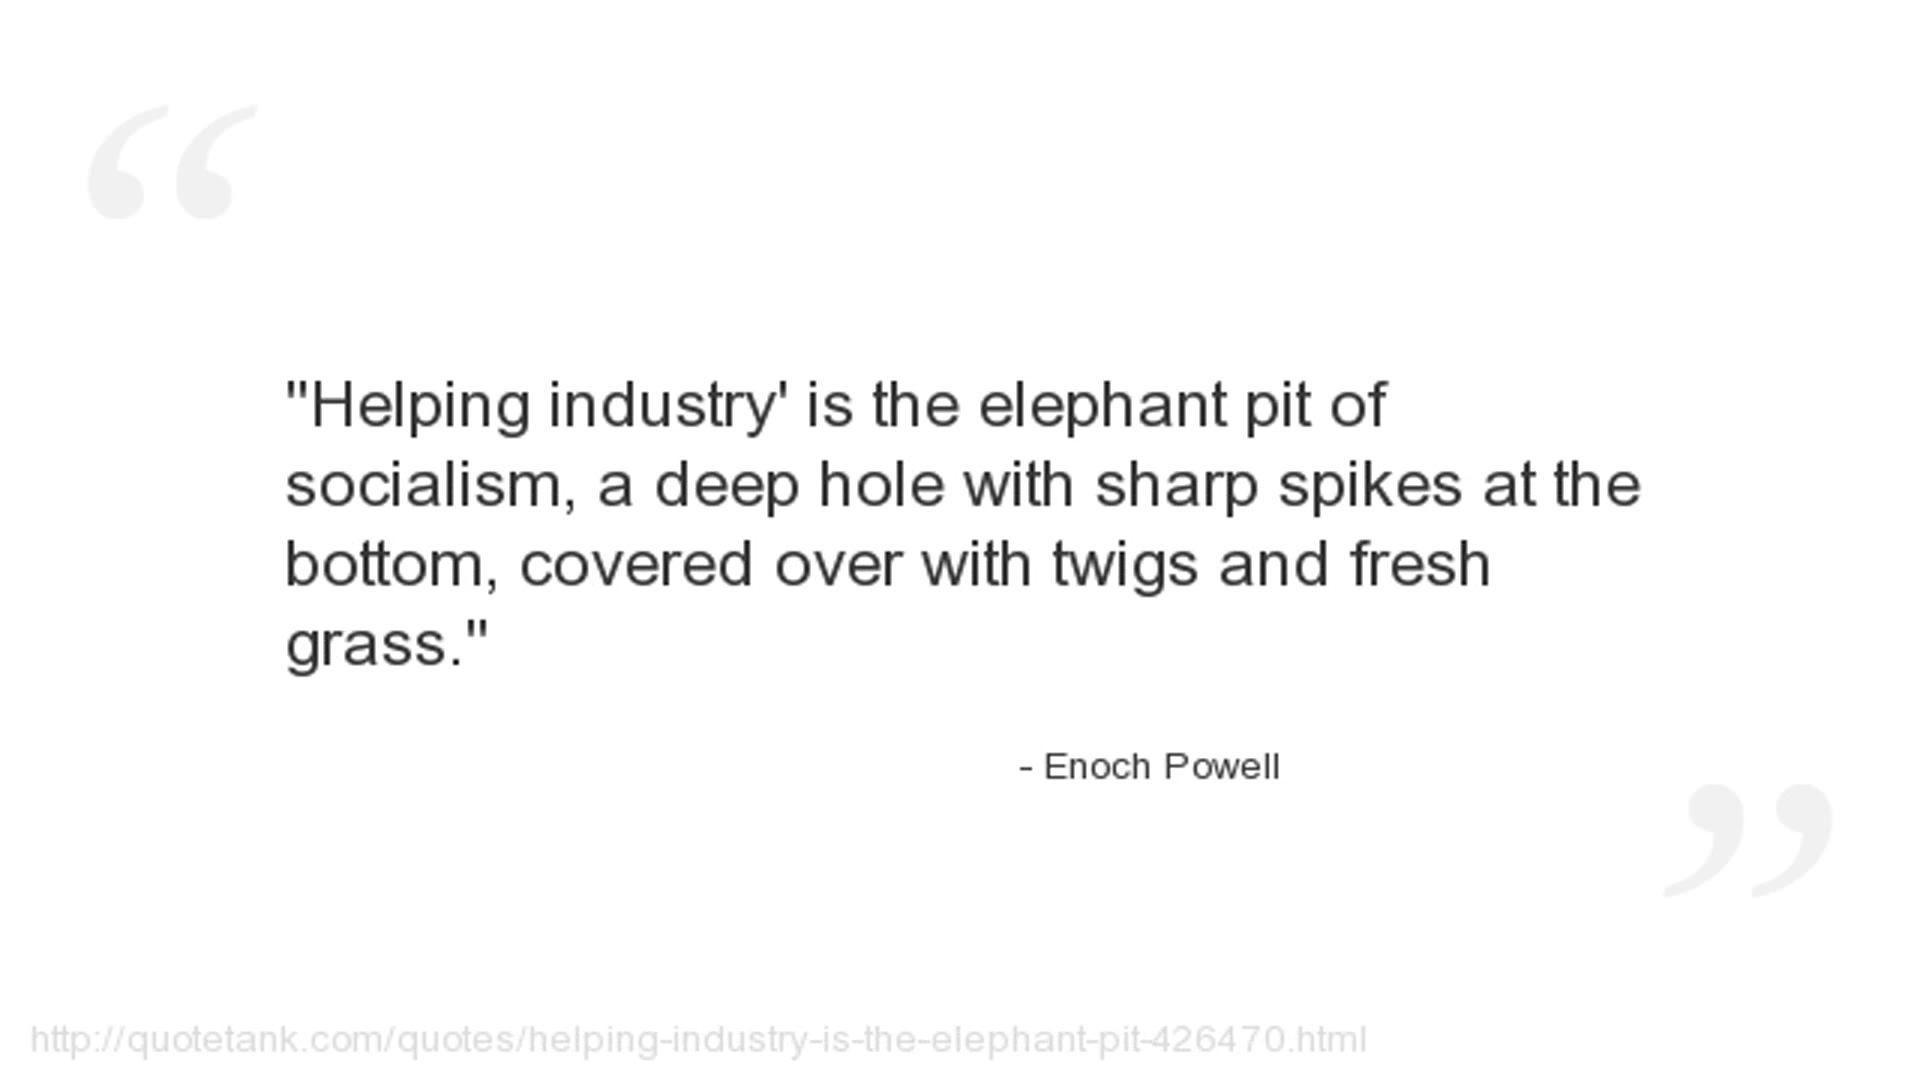 "Helping industry' is the elephant pit of
socialism, a deep hole with sharp spikes at the
bottom, covered over with twigs and fresh
grass."
- Enoch Powell
http://quotetank.com/quotes/helping-industry-is-the-elephant-pit-426470.html